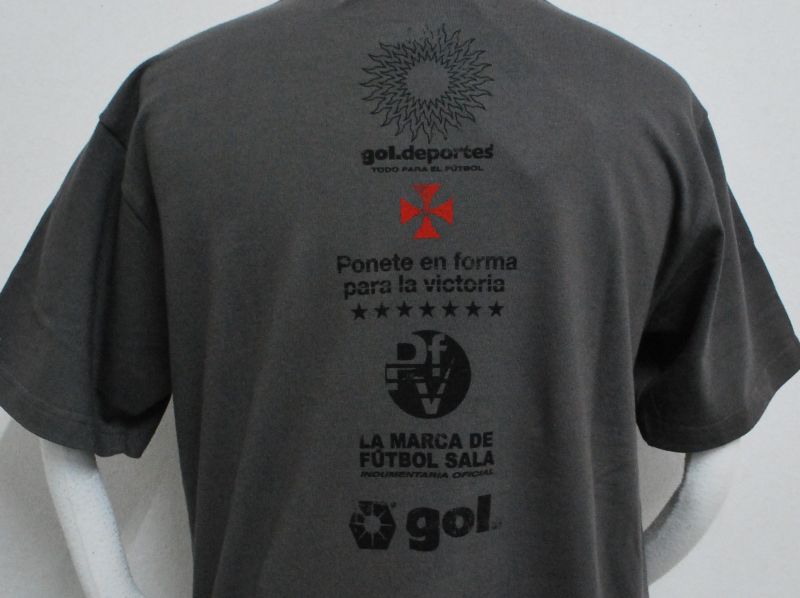 gol.deportes
TODO PARA EL FÚTBOL
Ponete en forma
para la victoria
LA MARCA DE
FÚTBOL SALA
INDUMENTARIA OFICIAL
gol.